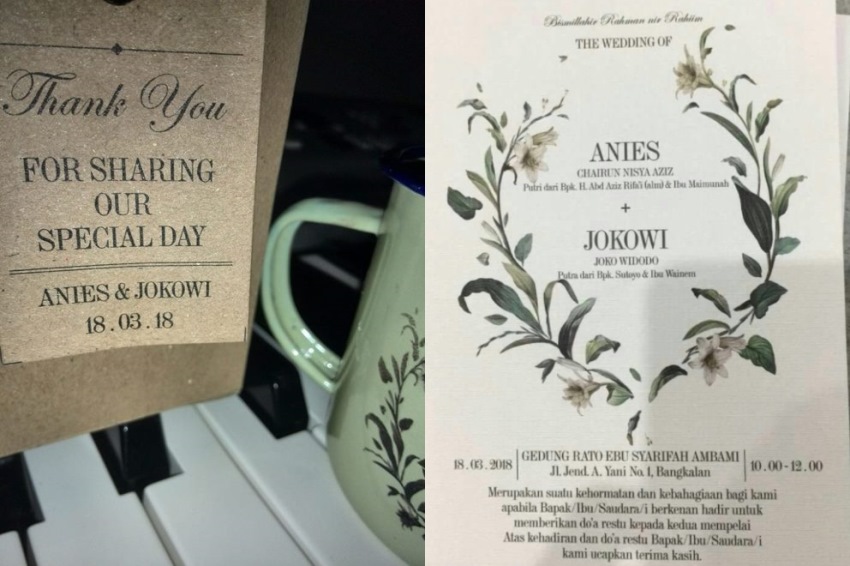 Thank You
FOR SHARING
OUR
SPECIAL DAY
ANIES & JOKOWI
18.03.18
Bismillahir Rahman nir Rahiim
THE WEDDING OF
ANIES
CHAIRUN NISYA AZIZ
Putri dari Bpk. H. Abd Aziz Rifa'i (alm) & Ibu Maimunah
+
JOKOWI
JOKO WIDODO
Putra dari Bpk. Sutoyo & Ibu Wainem
18.03.2018
GEDUNG RATO EBU SYARIFAH AMBAMI
Jl. Jend. A. Yani No. 1, Bangkalan
10.00-12.00
Merupakan suatu kehormatan dan kebahagiaan bagi kami
apabila Bapak/Ibu/Saudara/i berkenan hadir untuk
memberikan do'a restu kepada kedua mempelai
Atas kehadiran dan do'a restu Bapak/Ibu/Saudara/i
kami ucapkan terima kasih.